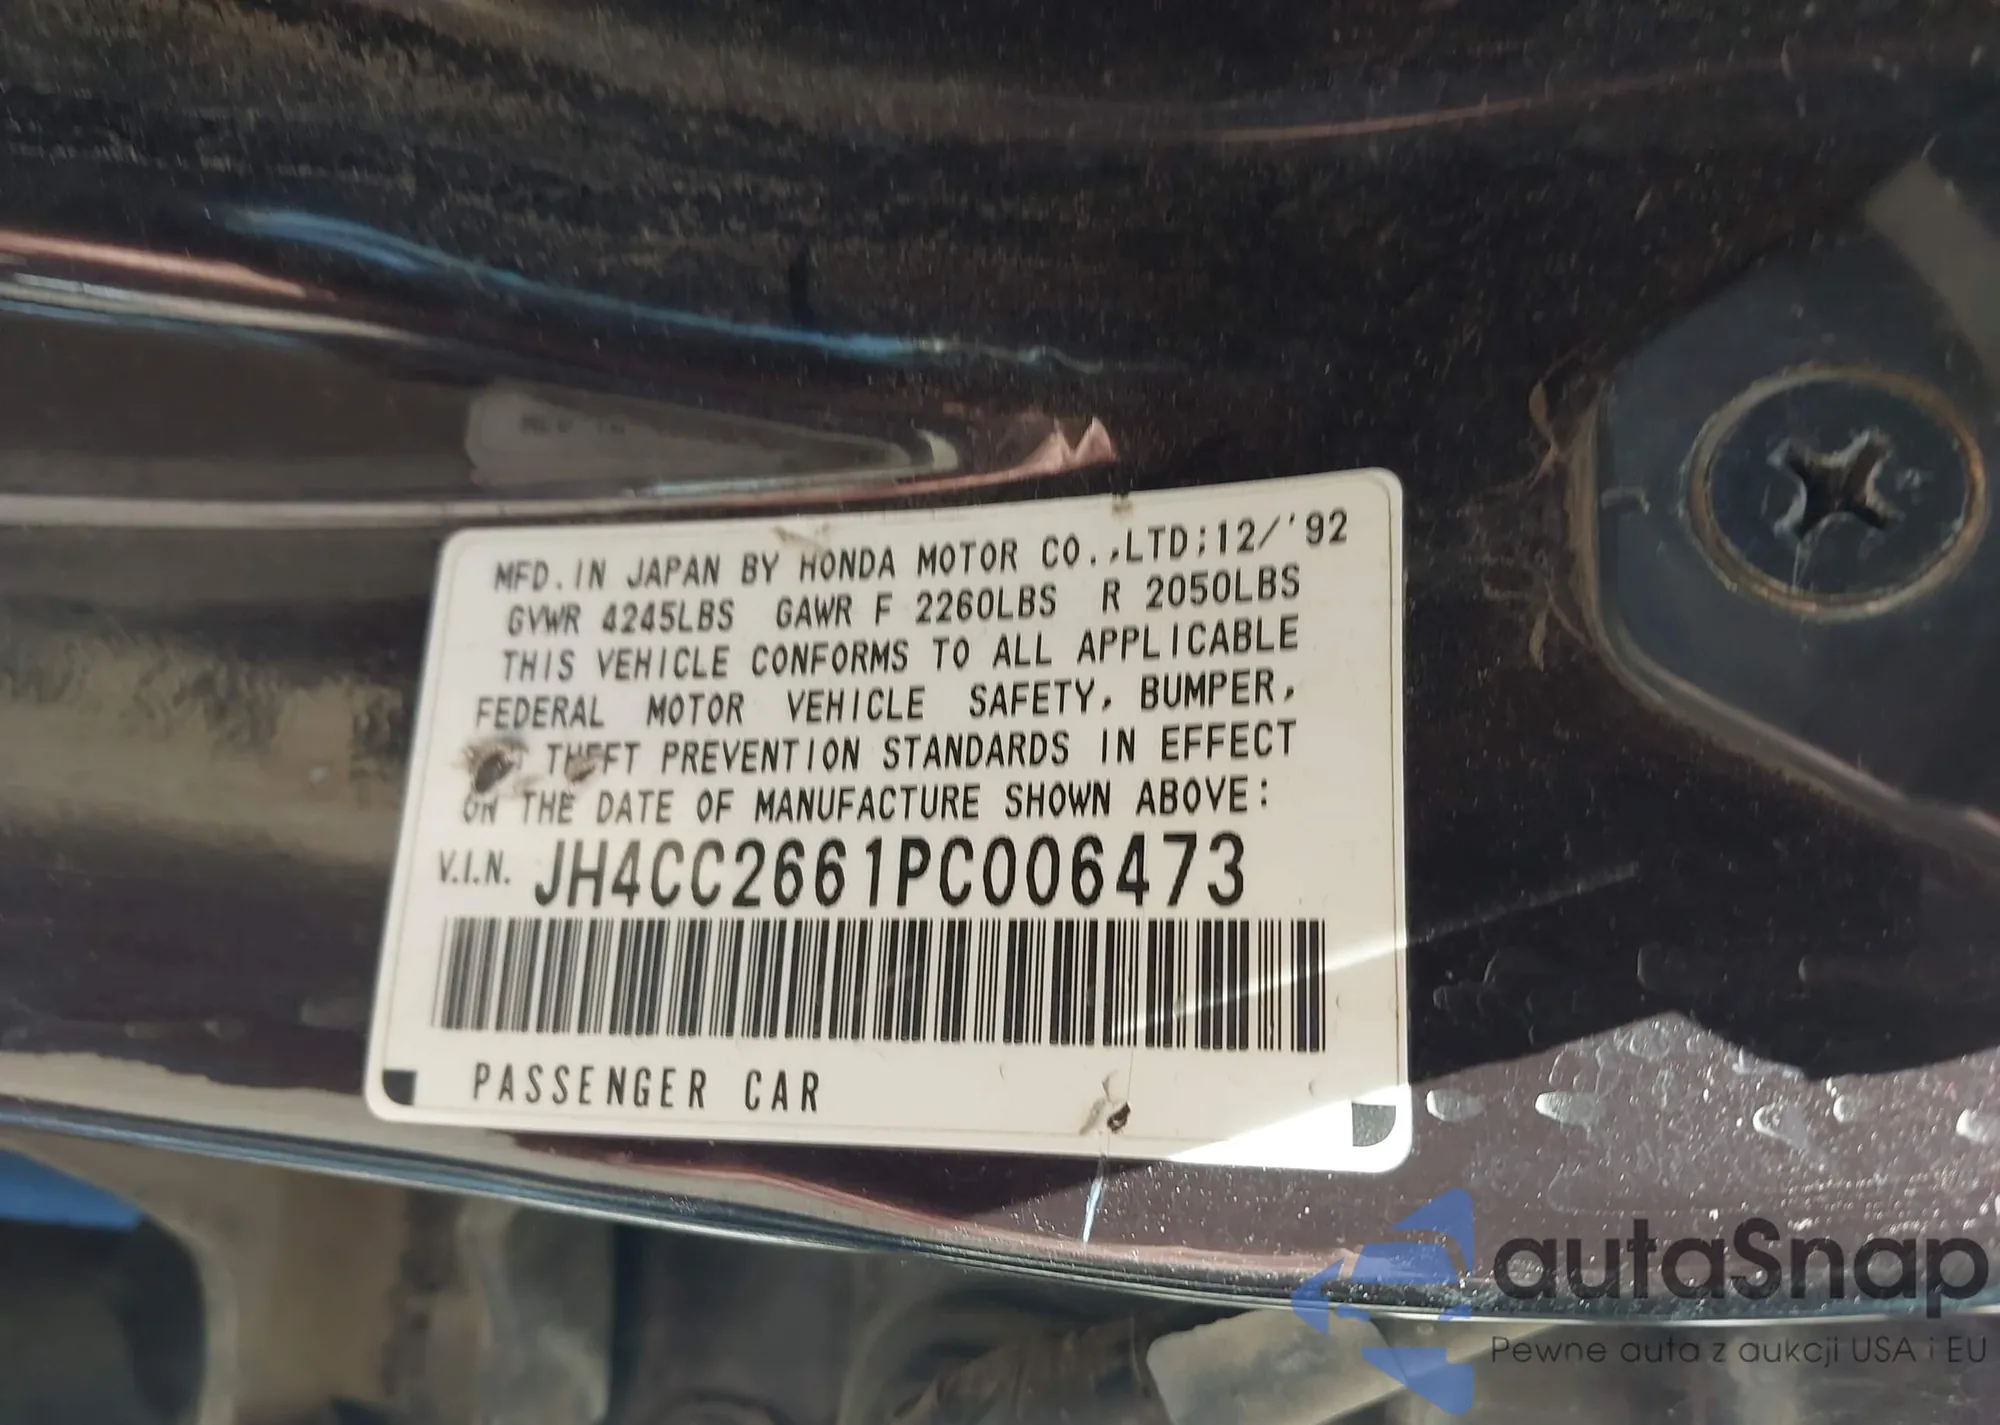 MFD. IN JAPAN BY HONDA MOTOR CO.,LTD;12/'92
GVWR 4245LBS GAWR F 2260LBS R 2050LBS
THIS VEHICLE CONFORMS TO ALL APPLICABLE
FEDERAL MOTOR VEHICLE SAFETY, BUMPER,
THEFT PREVENTION STANDARDS IN EFFECT
ON THE DATE OF MANUFACTURE SHOWN ABOVE:
V.I.N. JH4CC2661PC006473
PASSENGER CAR
autaSnap
Pewne auta z aukcji USA i EU